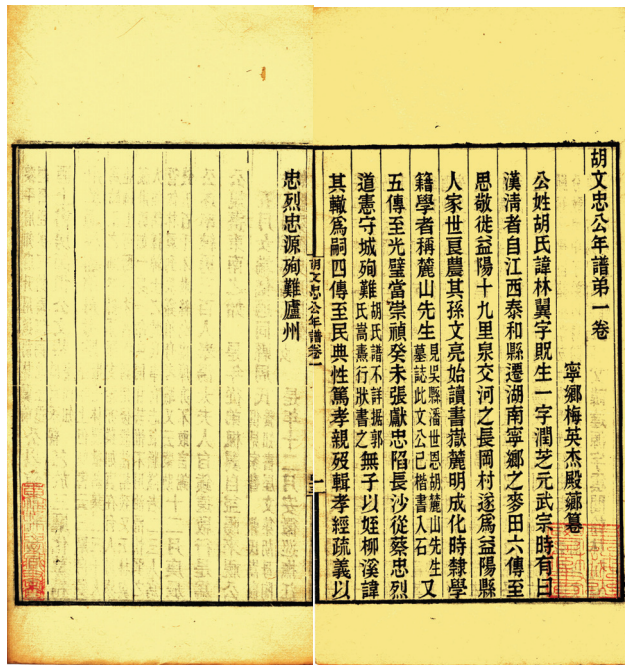 胡文忠公年譜弟一卷
寧鄉梅英杰殿薌纂
公姓胡氏諱林翼字貺生一字潤芝元武宗時有曰
漢清者自江西泰和縣遷湖南寧鄉之麥田六傳至
思敬徙益陽十九里泉交河之長岡村遂爲益陽縣
人家世良農其孫文亮始讀書嶽麓明成化時隸學
籍學者稱麓山先生見吳縣潘世恩胡麓山先生墓誌此文公已楷書入石又
五傳至光璧當崇禎癸未張獻忠陷長沙從蔡忠烈
道憲守城殉難胡氏譜不詳据郭氏嵩燾行狀書之無子以姪柳溪諱
其轍爲嗣四傳至民典性篤孝親歿輯孝經疏義以
胡文忠公年譜卷一
一
忠烈忠源殉難廬州